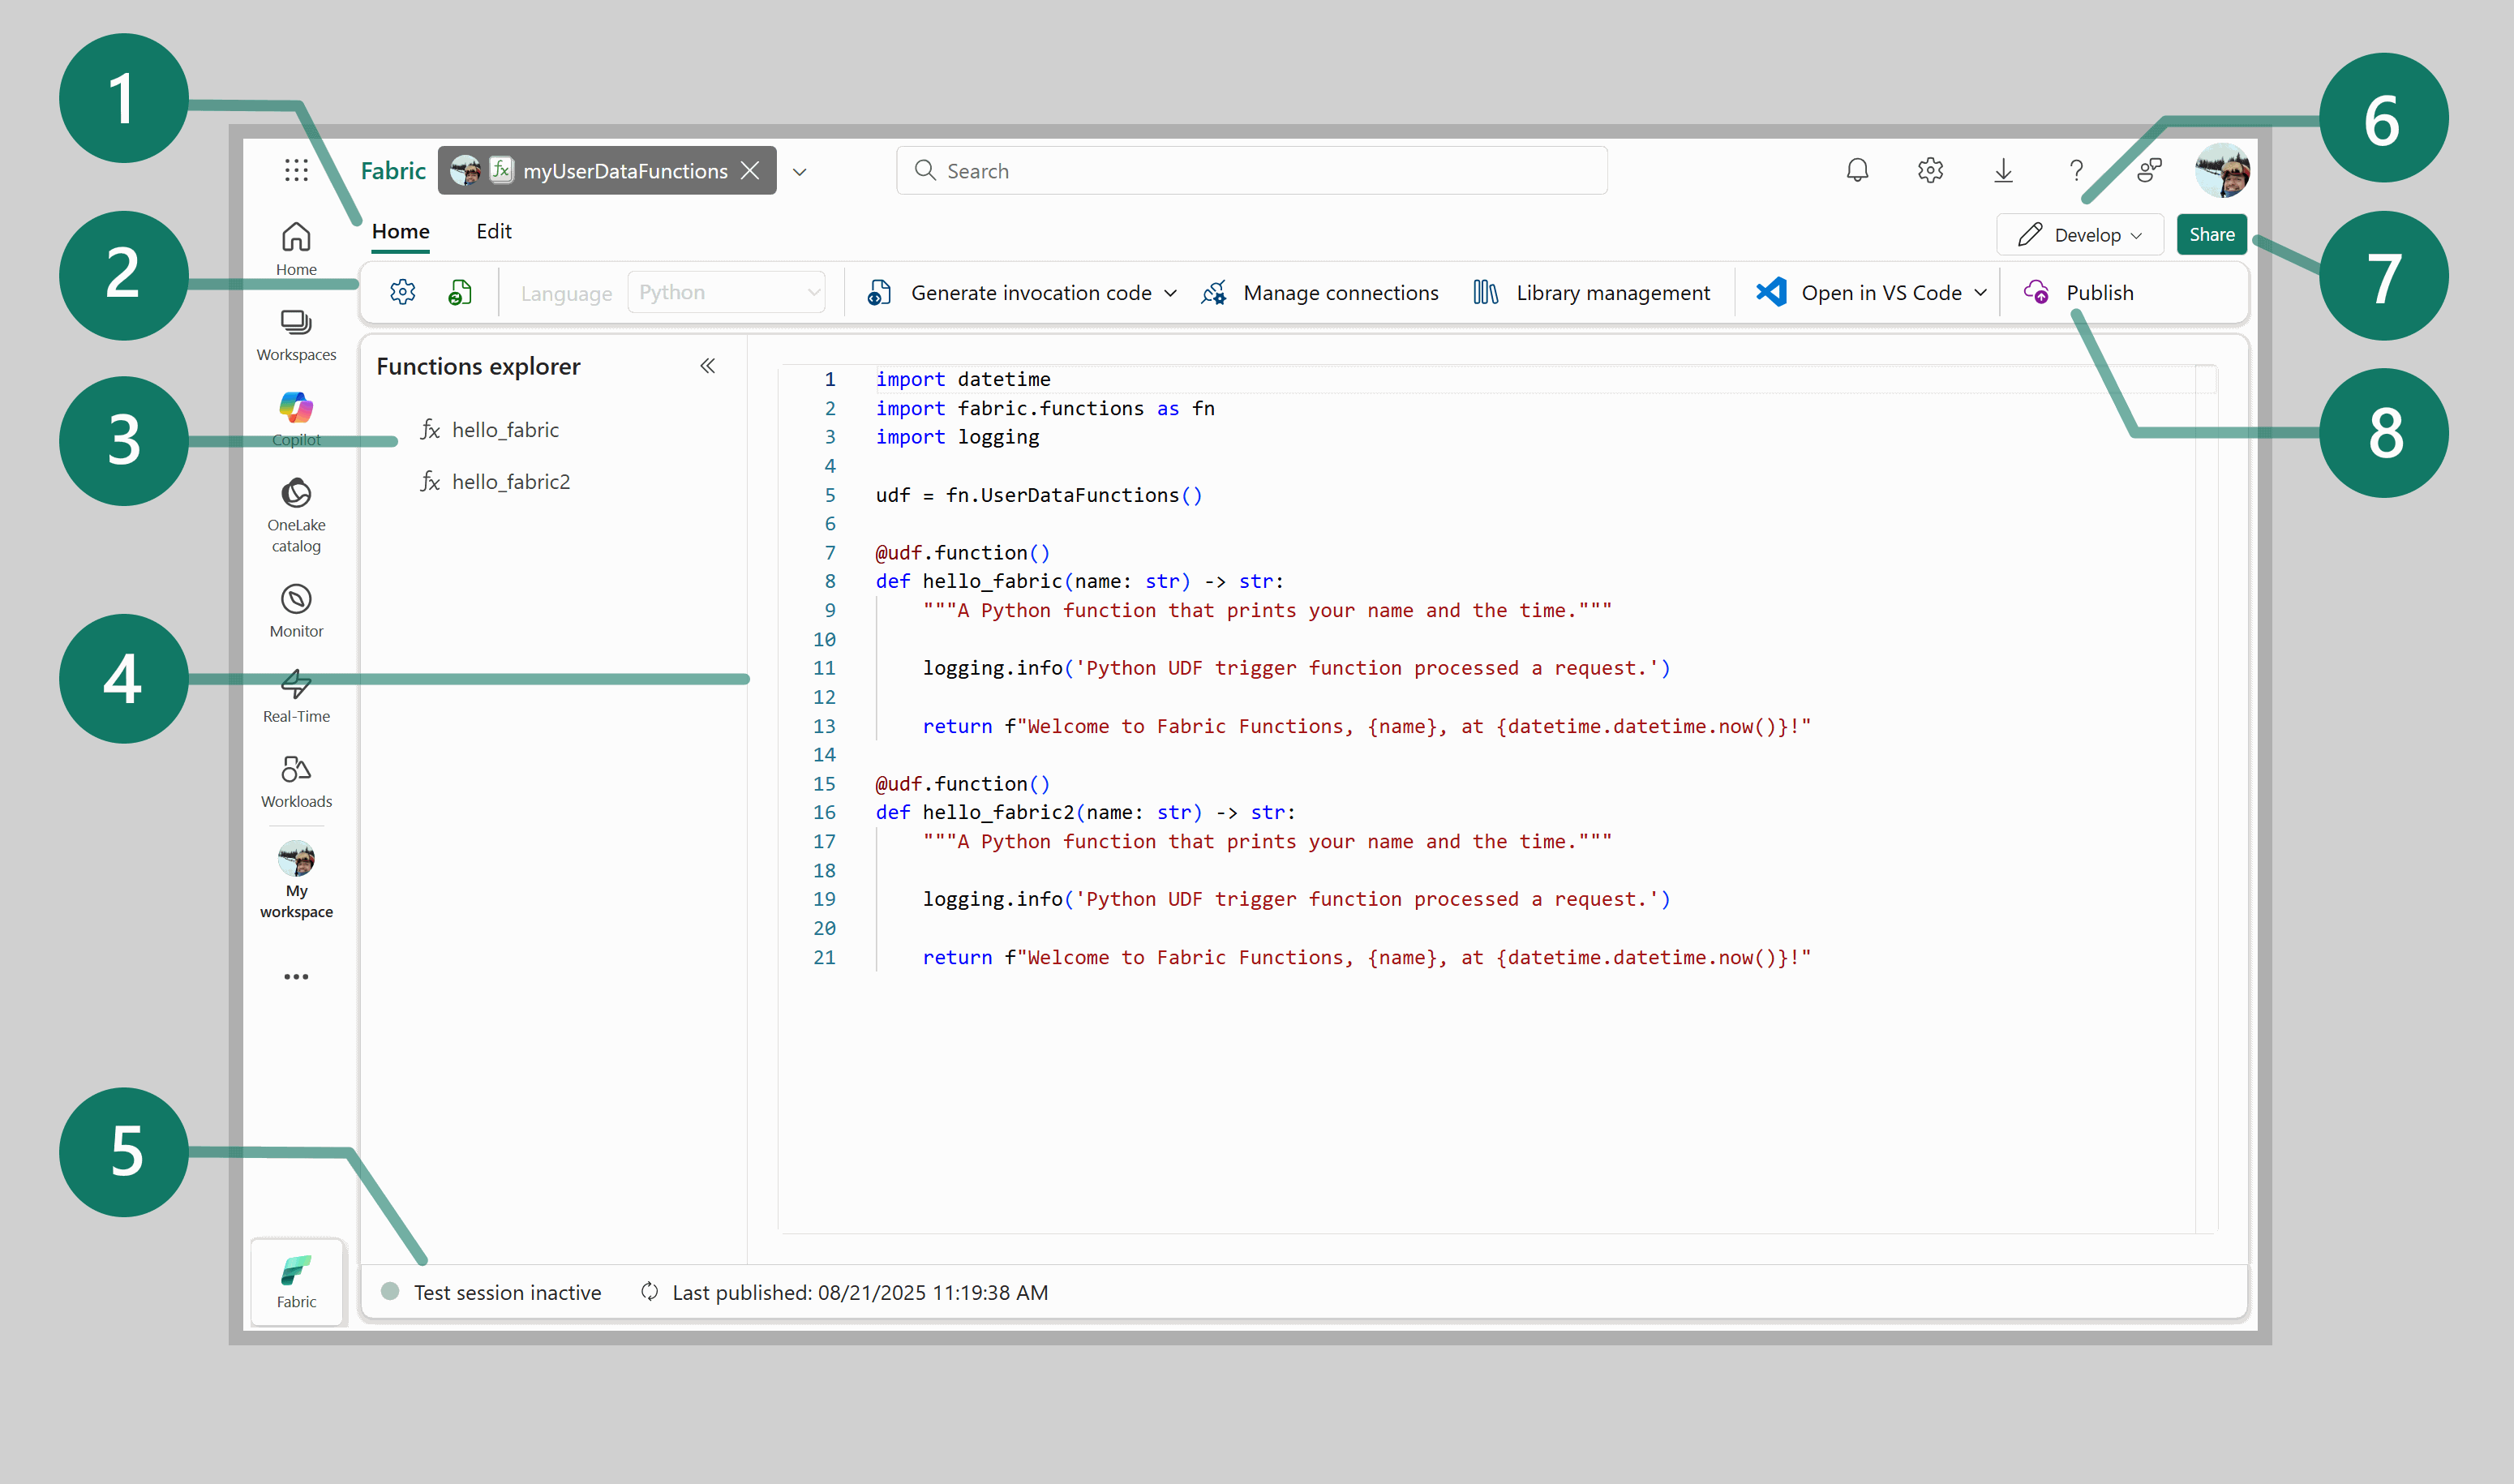 1
2
3
4
5
6
7
8
Fabric
myUserDataFunctions
Search
Home
Edit
Develop
Share
Language
Python
Generate invocation code
Manage connections
Library management
Open in VS Code
Publish
Home
Workspaces
Copilot
OneLake
catalog
Monitor
Real-Time
Workloads
My
workspace
Fabric
Functions explorer
fx hello_fabric
fx hello_fabric2
1 import datetime
2 import fabric.functions as fn
3 import logging
4
5 udf = fn.UserDataFunctions()
6
7 @udf.function()
8 def hello_fabric(name: str) -> str:
9     """A Python function that prints your name and the time."""
10
11     logging.info('Python UDF trigger function processed a request.')
12
13     return f"Welcome to Fabric Functions, {name}, at {datetime.datetime.now()}!"
14
15 @udf.function()
16 def hello_fabric2(name: str) -> str:
17     """A Python function that prints your name and the time."""
18
19     logging.info('Python UDF trigger function processed a request.')
20
21     return f"Welcome to Fabric Functions, {name}, at {datetime.datetime.now()}!"
Test session inactive
Last published: 08/21/2025 11:19:38 AM